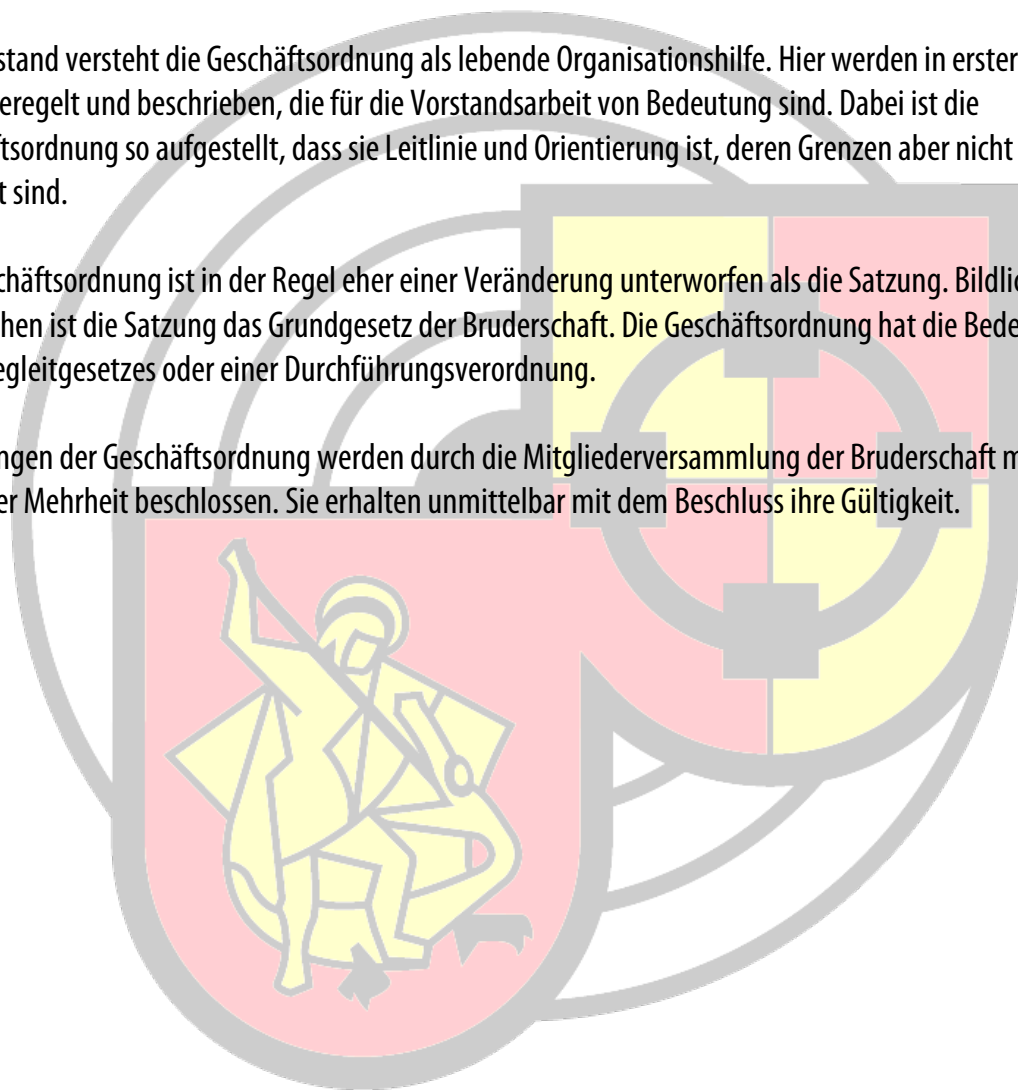 stand versteht die Geschäftsordnung als lebende Organisationshilfe. Hier werden in erster
eregelt und beschrieben, die für die Vorstandsarbeit von Bedeutung sind. Dabei ist die
ftsordnung so aufgestellt, dass sie Leitlinie und Orientierung ist, deren Grenzen aber nicht
t sind.
chäftsordnung ist in der Regel eher einer Veränderung unterworfen als die Satzung. Bildlic
chen ist die Satzung das Grundgesetz der Bruderschaft. Die Geschäftsordnung hat die Bede
egleitgesetzes oder einer Durchführungsverordnung.
ngen der Geschäftsordnung werden durch die Mitgliederversammlung der Bruderschaft m
er Mehrheit beschlossen. Sie erhalten unmittelbar mit dem Beschluss ihre Gültigkeit.